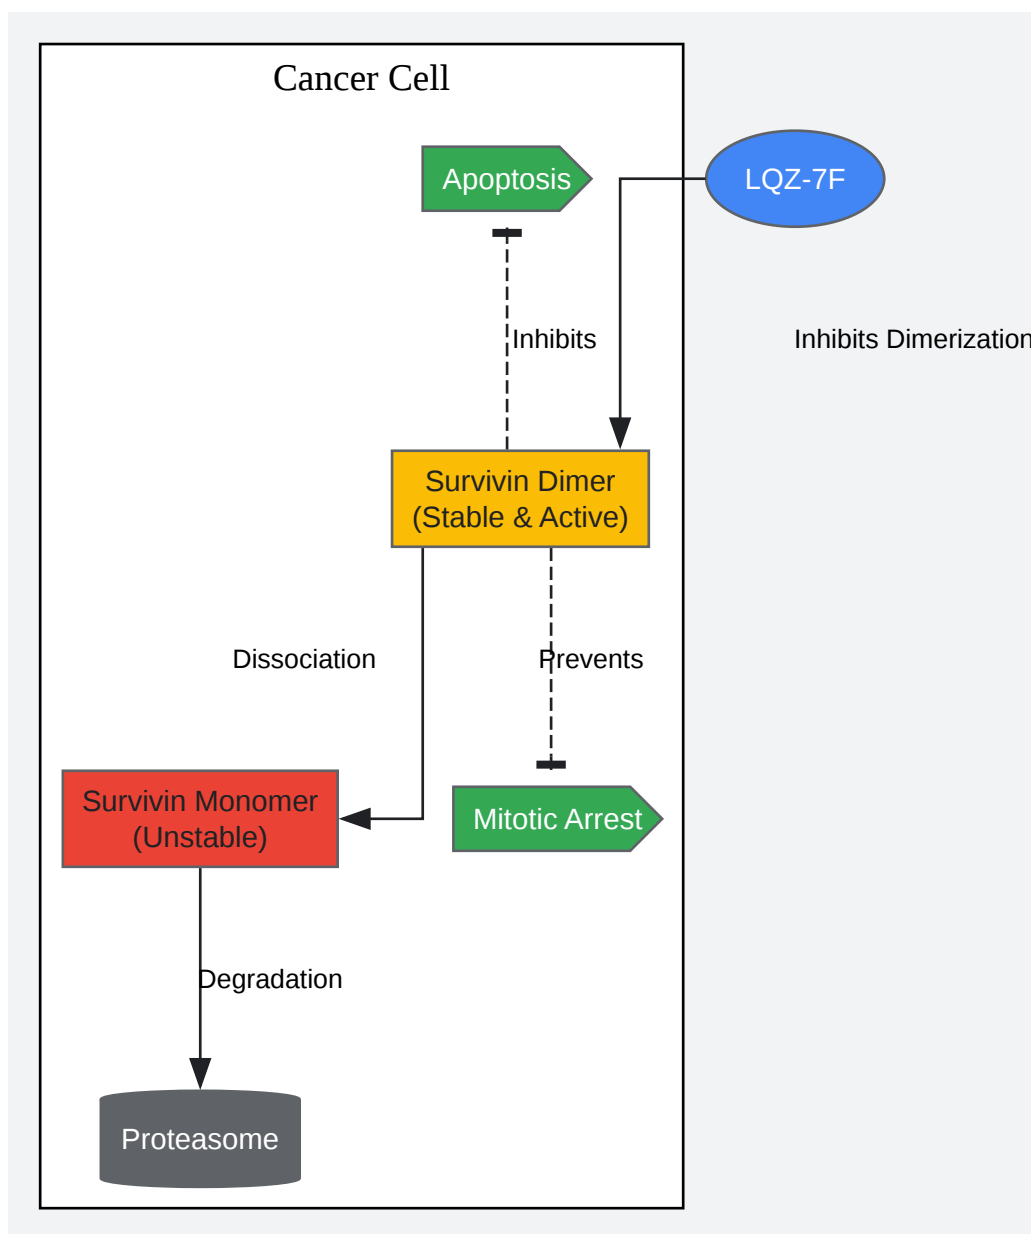 Cancer Cell
Apoptosis
LQZ-7F
Inhibits
Inhibits Dimerization
Survivin Dimer
(Stable & Active)
Dissociation
Prevents
Survivin Monomer
(Unstable)
Mitotic Arrest
Degradation
Proteasome